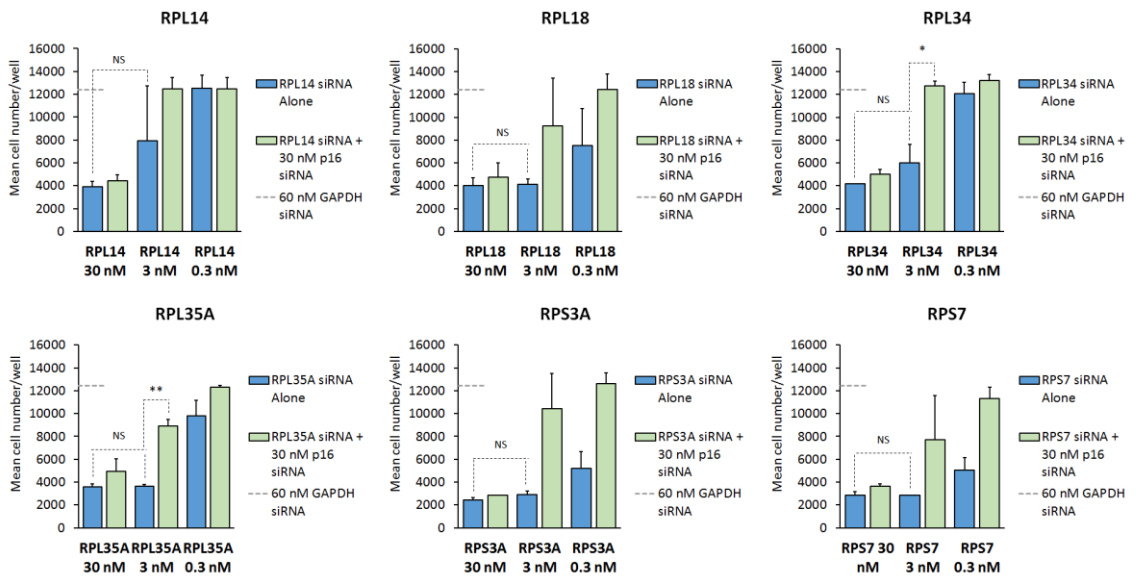 RPL14
Mean cell number/well
16000
14000
12000
10000
8000
6000
4000
2000
0
NS
RPL14
30 nM
RPL14
3 nM
RPL14
0.3 nM
RPL14 siRNA
Alone
RPL14 siRNA +
30 nM p16
siRNA
60 nM GAPDH
siRNA
RPL18
Mean cell number/well
16000
14000
12000
10000
8000
6000
4000
2000
0
NS
RPL18
30 nM
RPL18
3 nM
RPL18
0.3 nM
RPL18 siRNA
Alone
RPL18 siRNA +
30 nM p16
siRNA
60 nM GAPDH
siRNA
RPL34
Mean cell number/well
16000
14000
12000
10000
8000
6000
4000
2000
0
NS
*
RPL34
30 nM
RPL34
3 nM
RPL34
0.3 nM
RPL34 siRNA
Alone
RPL34 siRNA +
30 nM p16
siRNA
60 nM GAPDH
siRNA
RPL35A
Mean cell number/well
16000
14000
12000
10000
8000
6000
4000
2000
0
NS
**
RPL35A
30 nM
RPL35A
3 nM
RPL35A
0.3 nM
RPL35A siRNA
Alone
RPL35A siRNA +
30 nM p16
siRNA
60 nM GAPDH
siRNA
RPS3A
Mean cell number/well
16000
14000
12000
10000
8000
6000
4000
2000
0
NS
RPS3A
30 nM
RPS3A
3 nM
RPS3A
0.3 nM
RPS3A siRNA
Alone
RPS3A siRNA +
30 nM p16
siRNA
60 nM GAPDH
siRNA
RPS7
Mean cell number/well
16000
14000
12000
10000
8000
6000
4000
2000
0
NS
RPS7 30
nM
RPS7
3 nM
RPS7
0.3 nM
RPS7 siRNA
Alone
RPS7 siRNA +
30 nM p16
siRNA
60 nM GAPDH
siRNA